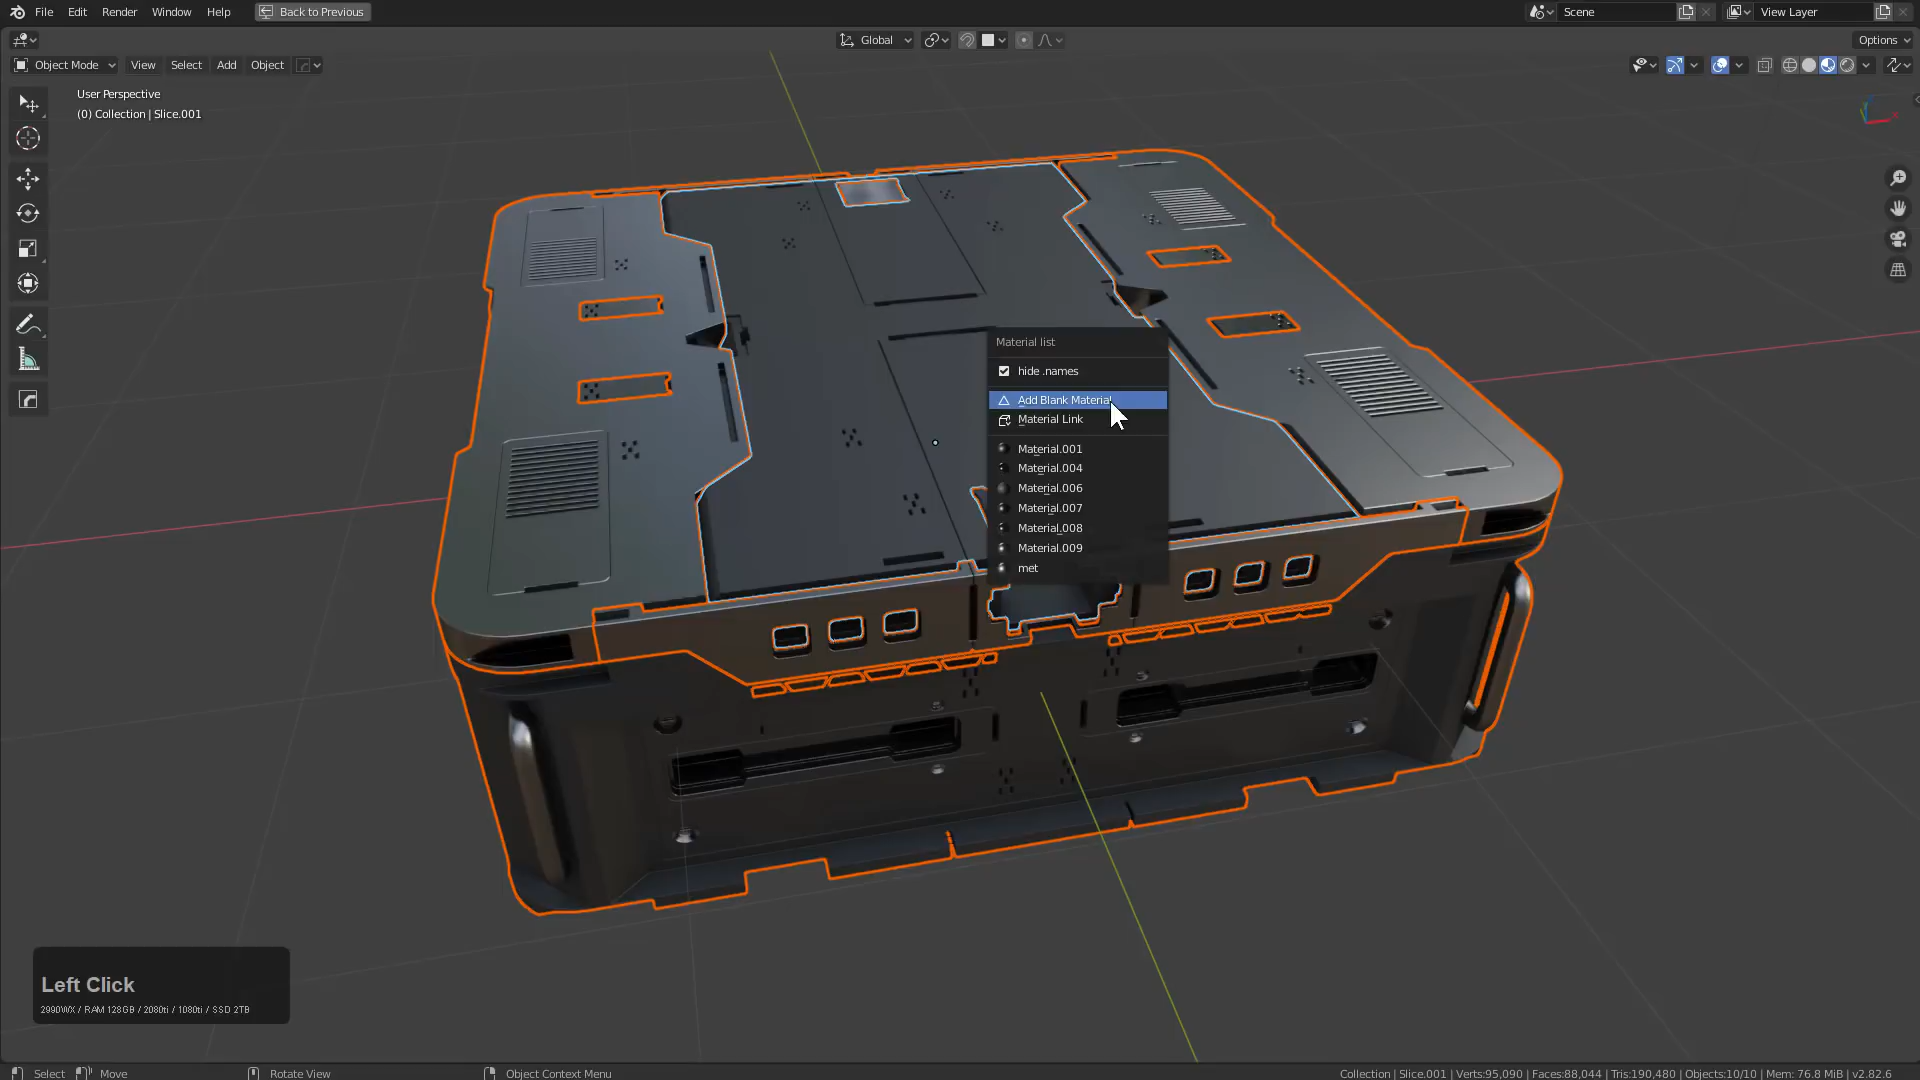 File Edit Render Window Help Back to Previous Scene View Layer
Global Options
Object Mode View Select Add Object
User Perspective
(0) Collection | Slice.001
Material list
hide .names
Add Blank Material
Material Link
Material.001
Material.004
Material.006
Material.007
Material.008
Material.009
met
Left Click
2990WX / RAM 128GB / 2080ti / 1080ti / SSD 2TB
Select Move Rotate View Object Context Menu Collection | Slice.001 | Verts:95,090 | Faces:88,044 | Tris:190,480 | Objects:10/10 | Mem: 76.8 MiB | v2.82.6